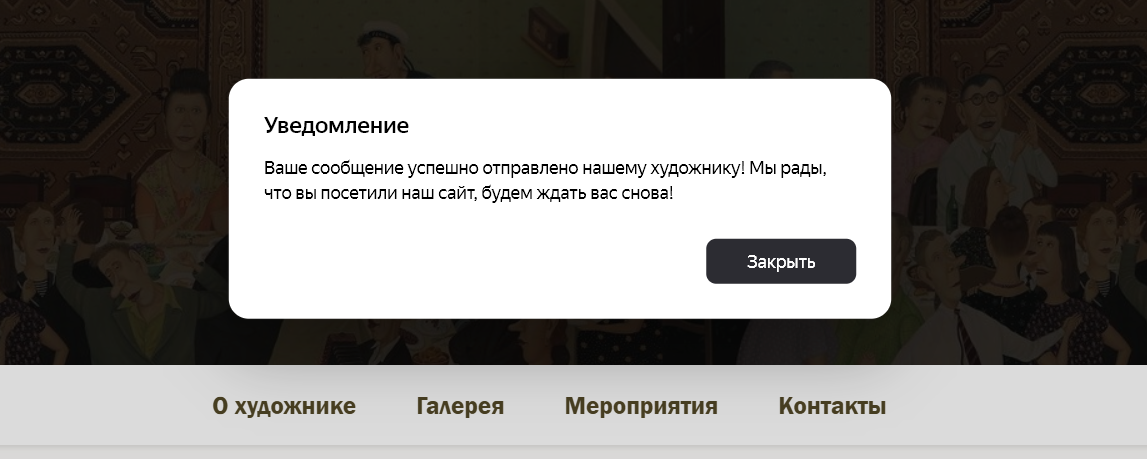 Уведомление
Ваше сообщение успешно отправлено нашему художнику! Мы рады,
что вы посетили наш сайт, будем ждать вас снова!
Закрыть
О художнике Галерея Мероприятия Контакты